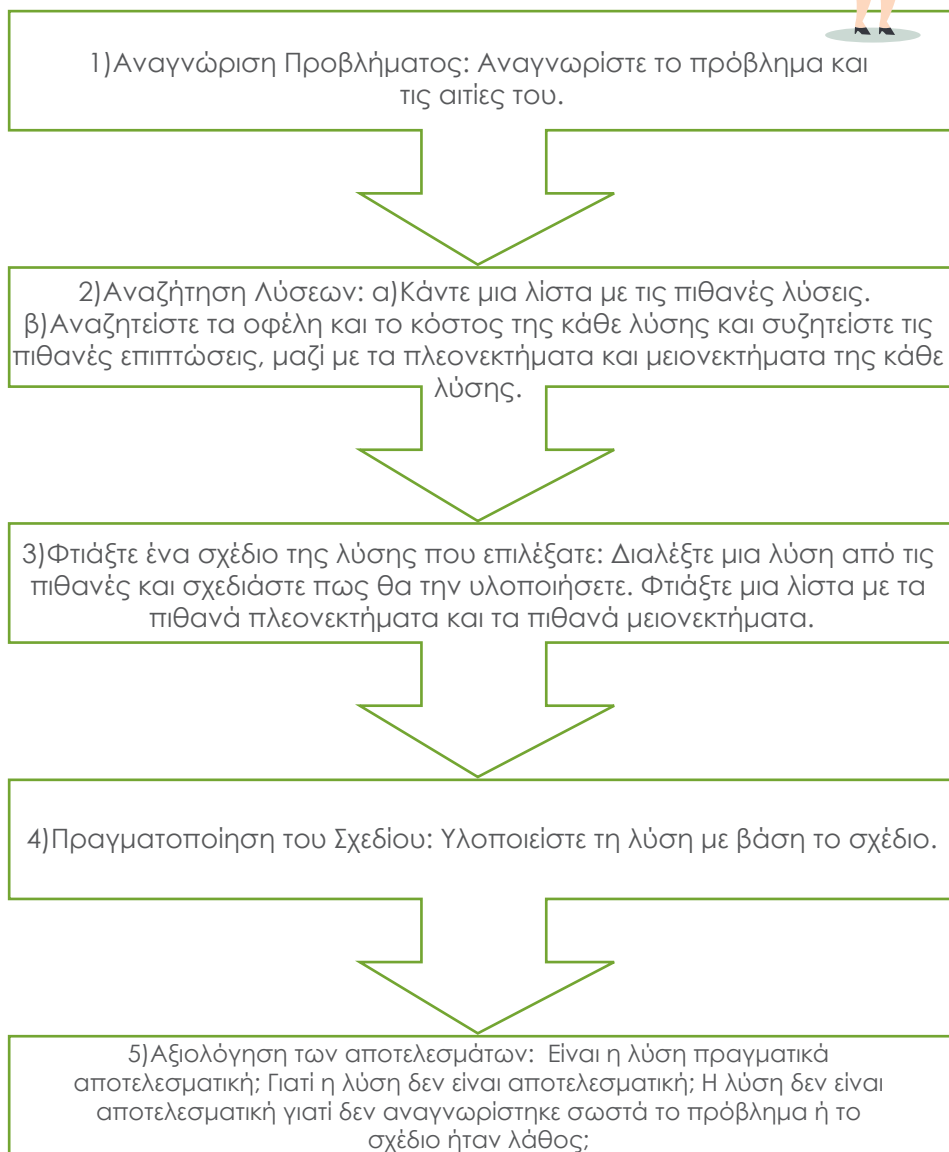 1)Αναγνώριση Προβλήματος: Αναγνωρίστε το πρόβλημα και
τις αιτίες του.
2)Αναζήτηση Λύσεων: α)Κάντε μια λίστα με τις πιθανές λύσεις.
β)Αναζητείστε τα οφέλη και το κόστος της κάθε λύσης και συζητείστε τις
πιθανές επιπτώσεις, μαζί με τα πλεονεκτήματα και μειονεκτήματα της κάθε
λύσης.
3)Φτιάξτε ένα σχέδιο της λύσης που επιλέξατε: Διαλέξτε μια λύση από τις
πιθανές και σχεδιάστε πως θα την υλοποιήσετε. Φτιάξτε μια λίστα με τα
πιθανά πλεονεκτήματα και τα πιθανά μειονεκτήματα.
4)Πραγματοποίηση του Σχεδίου: Υλοποιείστε τη λύση με βάση το σχέδιο.
5)Αξιολόγηση των αποτελεσμάτων: Είναι η λύση πραγματικά
αποτελεσματική; Γιατί η λύση δεν είναι αποτελεσματική; Η λύση δεν είναι
αποτελεσματική γιατί δεν αναγνωρίστηκε σωστά το πρόβλημα ή το
σχέδιο ήταν λάθος;